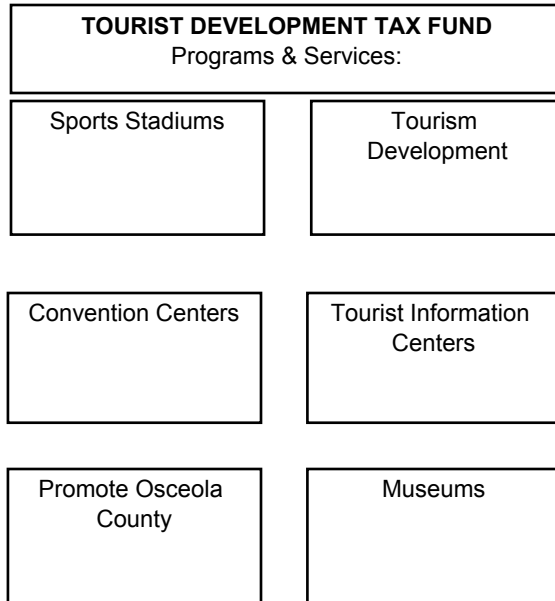 TOURIST DEVELOPMENT TAX FUND
Programs & Services:
Sports Stadiums
Tourism
Development
Convention Centers
Tourist Information
Centers
Promote Osceola
County
Museums